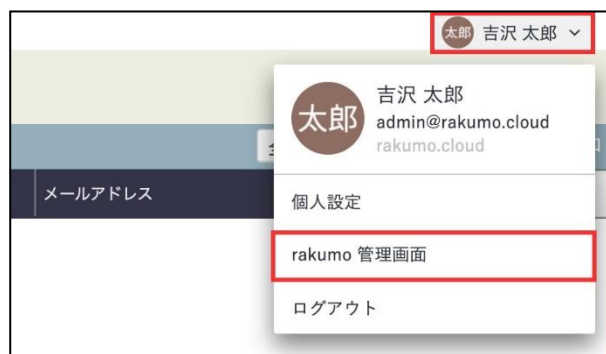 太郎 吉沢 太郎
太郎
吉沢 太郎
admin@rakumo.cloud
rakumo.cloud
メールアドレス
個人設定
rakumo 管理画面
ログアウト